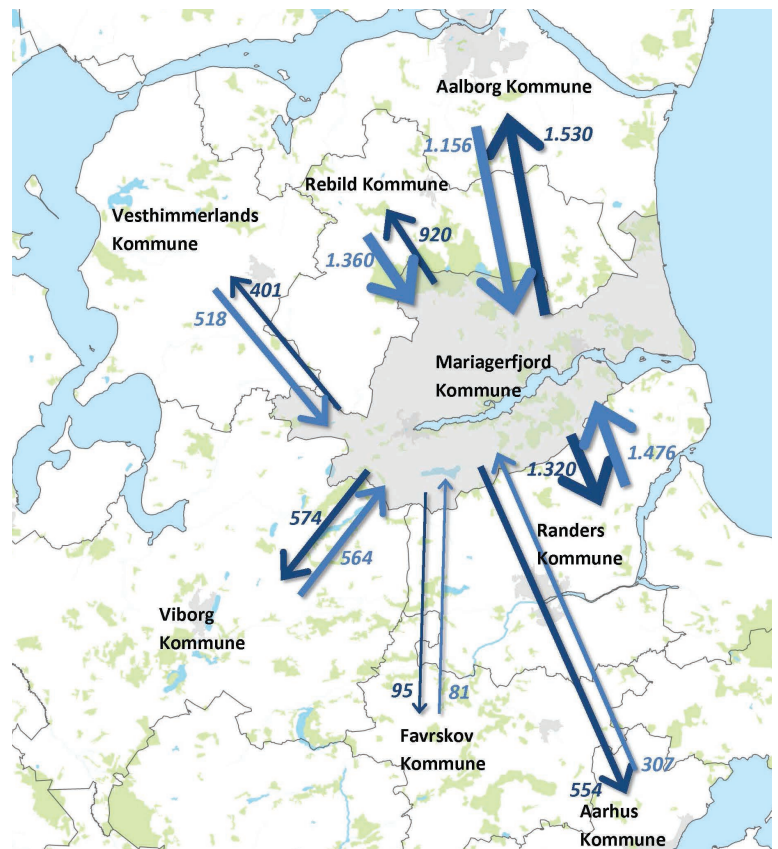 Aalborg Kommune
1.156
1.530
Rebild Kommune
920
1.360
Vesthimmerlands
Kommune
401
518
Mariagerfjord
Kommune
1.320
1.476
574
564
Randers
Kommune
Viborg
Kommune
95
81
Favrskov
Kommune
307
554
Aarhus
Kommune